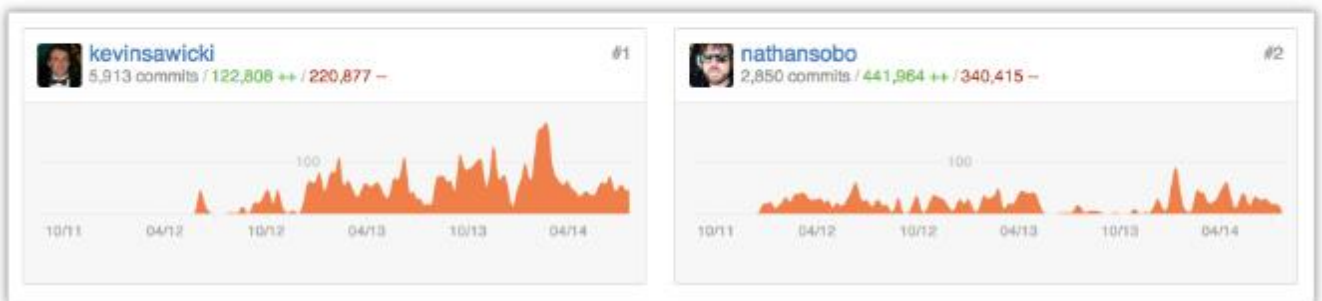 kevinsawicki
#1
5,913 commits / 122,808 ++ / 220,877 --
100
10/11 04/12 10/12 04/13 10/13 04/14
nathansobo
#2
2,850 commits / 441,964 ++ / 340,415 --
100
10/11 04/12 10/12 04/13 10/13 04/14